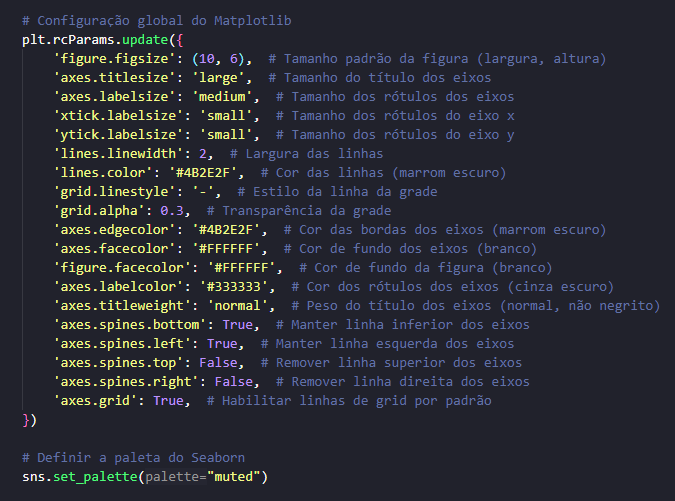 # Configuração global do Matplotlib
plt.rcParams.update({
    'figure.figsize': (10, 6),  # Tamanho padrão da figura (largura, altura)
    'axes.titlesize': 'large',  # Tamanho do título dos eixos
    'axes.labelsize': 'medium',  # Tamanho dos rótulos dos eixos
    'xtick.labelsize': 'small',  # Tamanho dos rótulos do eixo x
    'ytick.labelsize': 'small',  # Tamanho dos rótulos do eixo y
    'lines.linewidth': 2,  # Largura das linhas
    'lines.color': '#4B2E2F',  # Cor das linhas (marrom escuro)
    'grid.linestyle': '-',  # Estilo da linha da grade
    'grid.alpha': 0.3,  # Transparência da grade
    'axes.edgecolor': '#4B2E2F',  # Cor das bordas dos eixos (marrom escuro)
    'axes.facecolor': '#FFFFFF',  # Cor de fundo dos eixos (branco)
    'figure.facecolor': '#FFFFFF',  # Cor de fundo da figura (branco)
    'axes.labelcolor': '#333333',  # Cor dos rótulos dos eixos (cinza escuro)
    'axes.titleweight': 'normal',  # Peso do título dos eixos (normal, não negrito)
    'axes.spines.bottom': True,  # Manter linha inferior dos eixos
    'axes.spines.left': True,  # Manter linha esquerda dos eixos
    'axes.spines.top': False,  # Remover linha superior dos eixos
    'axes.spines.right': False,  # Remover linha direita dos eixos
    'axes.grid': True,  # Habilitar linhas de grid por padrão
})
# Definir a paleta do Seaborn
sns.set_palette(palette="muted")